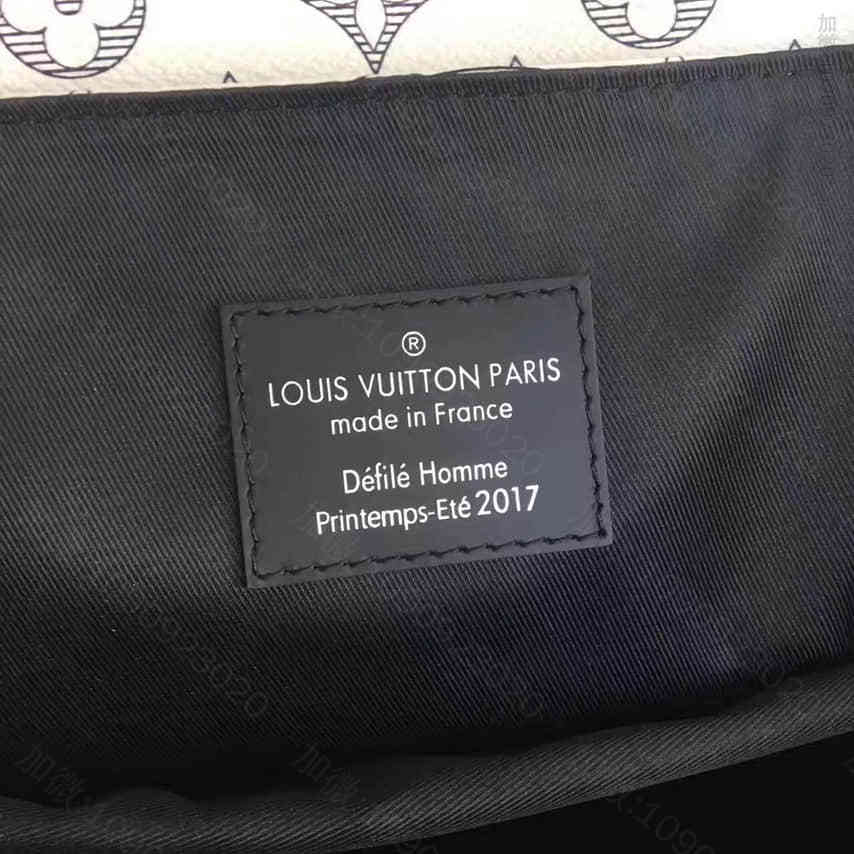 ®
LOUIS VUITTON PARIS
made in France
Défilé Homme
Printemps-Eté 2017